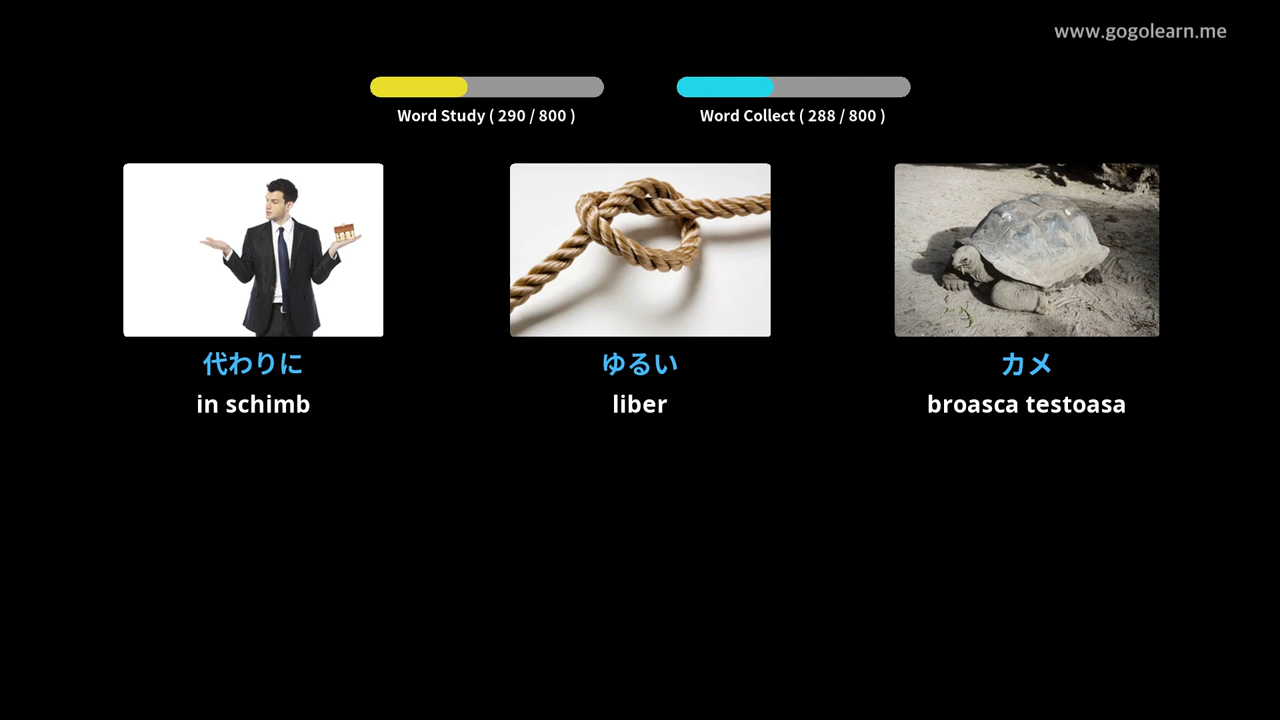 www.gogolearn.me
Word Study ( 290 / 800 )
Word Collect ( 288 / 800 )
代わりに
in schimb
ゆるい
liber
カメ
broasca testoasa